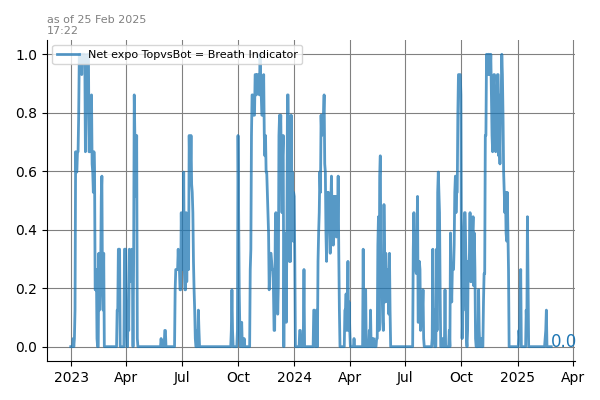 as of 25 Feb 2025
17:22
Net expo TopvsBot = Breath Indicator
1.0
0.8
0.6
0.4
0.2
0.0
0.0
2023 Apr Jul Oct 2024 Apr Jul Oct 2025 Apr